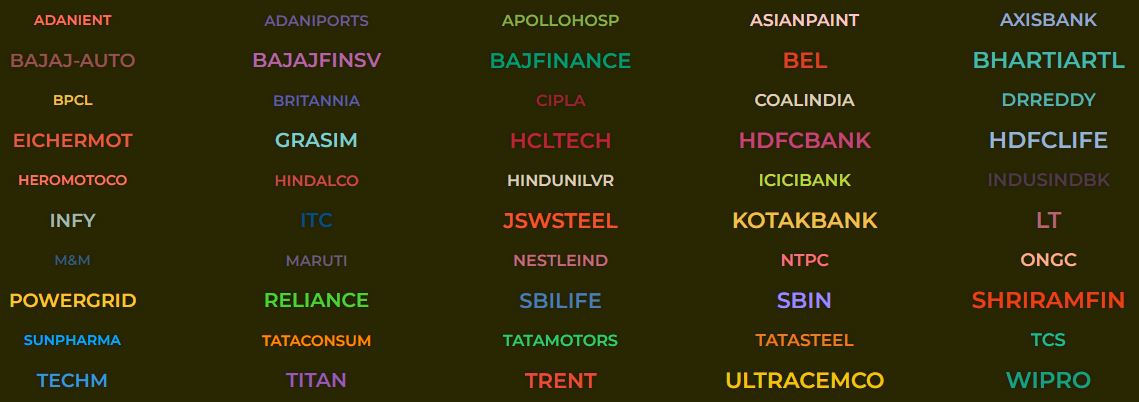 ADANIENT ADANIPORTS APOLLOHOSP ASIANPAINT AXISBANK
BAJAJ-AUTO BAJAJFINSV BAJFINANCE BEL BHARTIARTL
BPCL BRITANNIA CIPLA COALINDIA DRREDDY
EICHERMOT GRASIM HCLTECH HDFCBANK HDFCLIFE
HEROMOTOCO HINDALCO HINDUNILVR ICICIBANK INDUSINDBK
INFY ITC JSWSTEEL KOTAKBANK LT
M&M MARUTI NESTLEIND NTPC ONGC
POWERGRID RELIANCE SBILIFE SBIN SHRIRAMFIN
SUNPHARMA TATACONSUM TATAMOTORS TATASTEEL TCS
TECHM TITAN TRENT ULTRACEMCO WIPRO